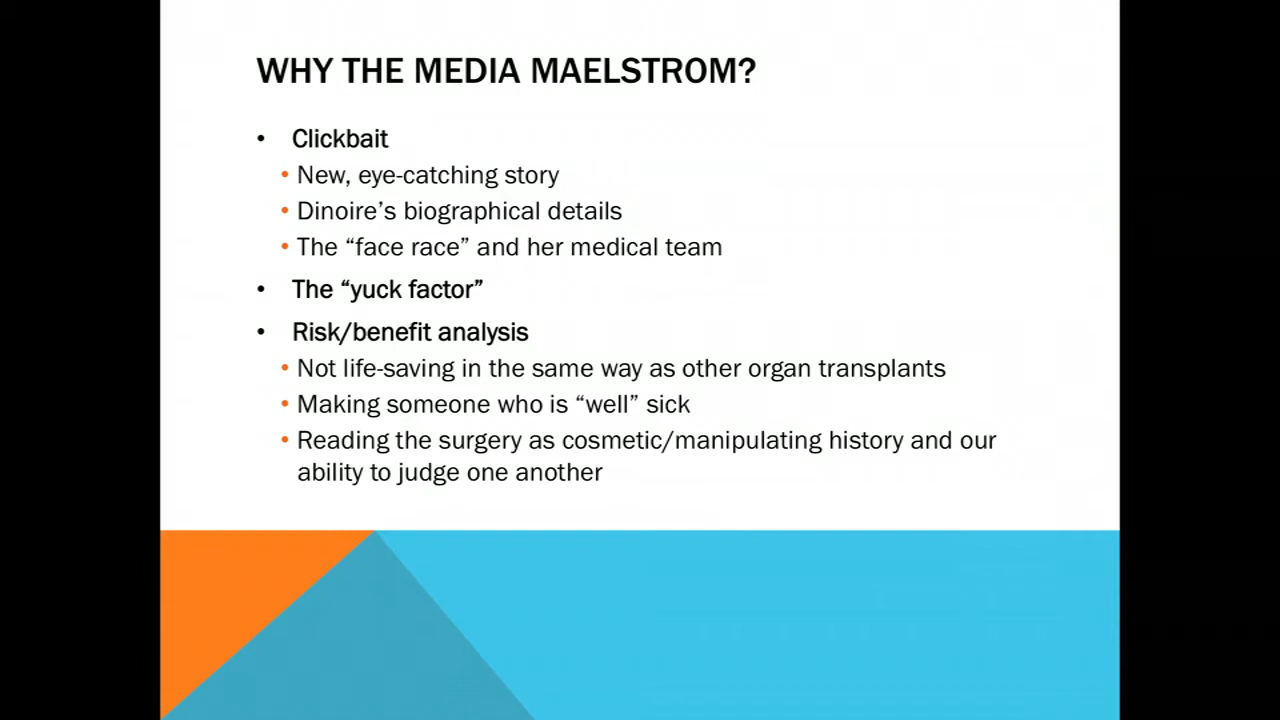 WHY THE MEDIA MAELSTROM?
• Clickbait
• New, eye-catching story
• Dinoire’s biographical details
• The “face race” and her medical team
• The “yuck factor”
• Risk/benefit analysis
• Not life-saving in the same way as other organ transplants
• Making someone who is “well” sick
• Reading the surgery as cosmetic/manipulating history and our
ability to judge one another